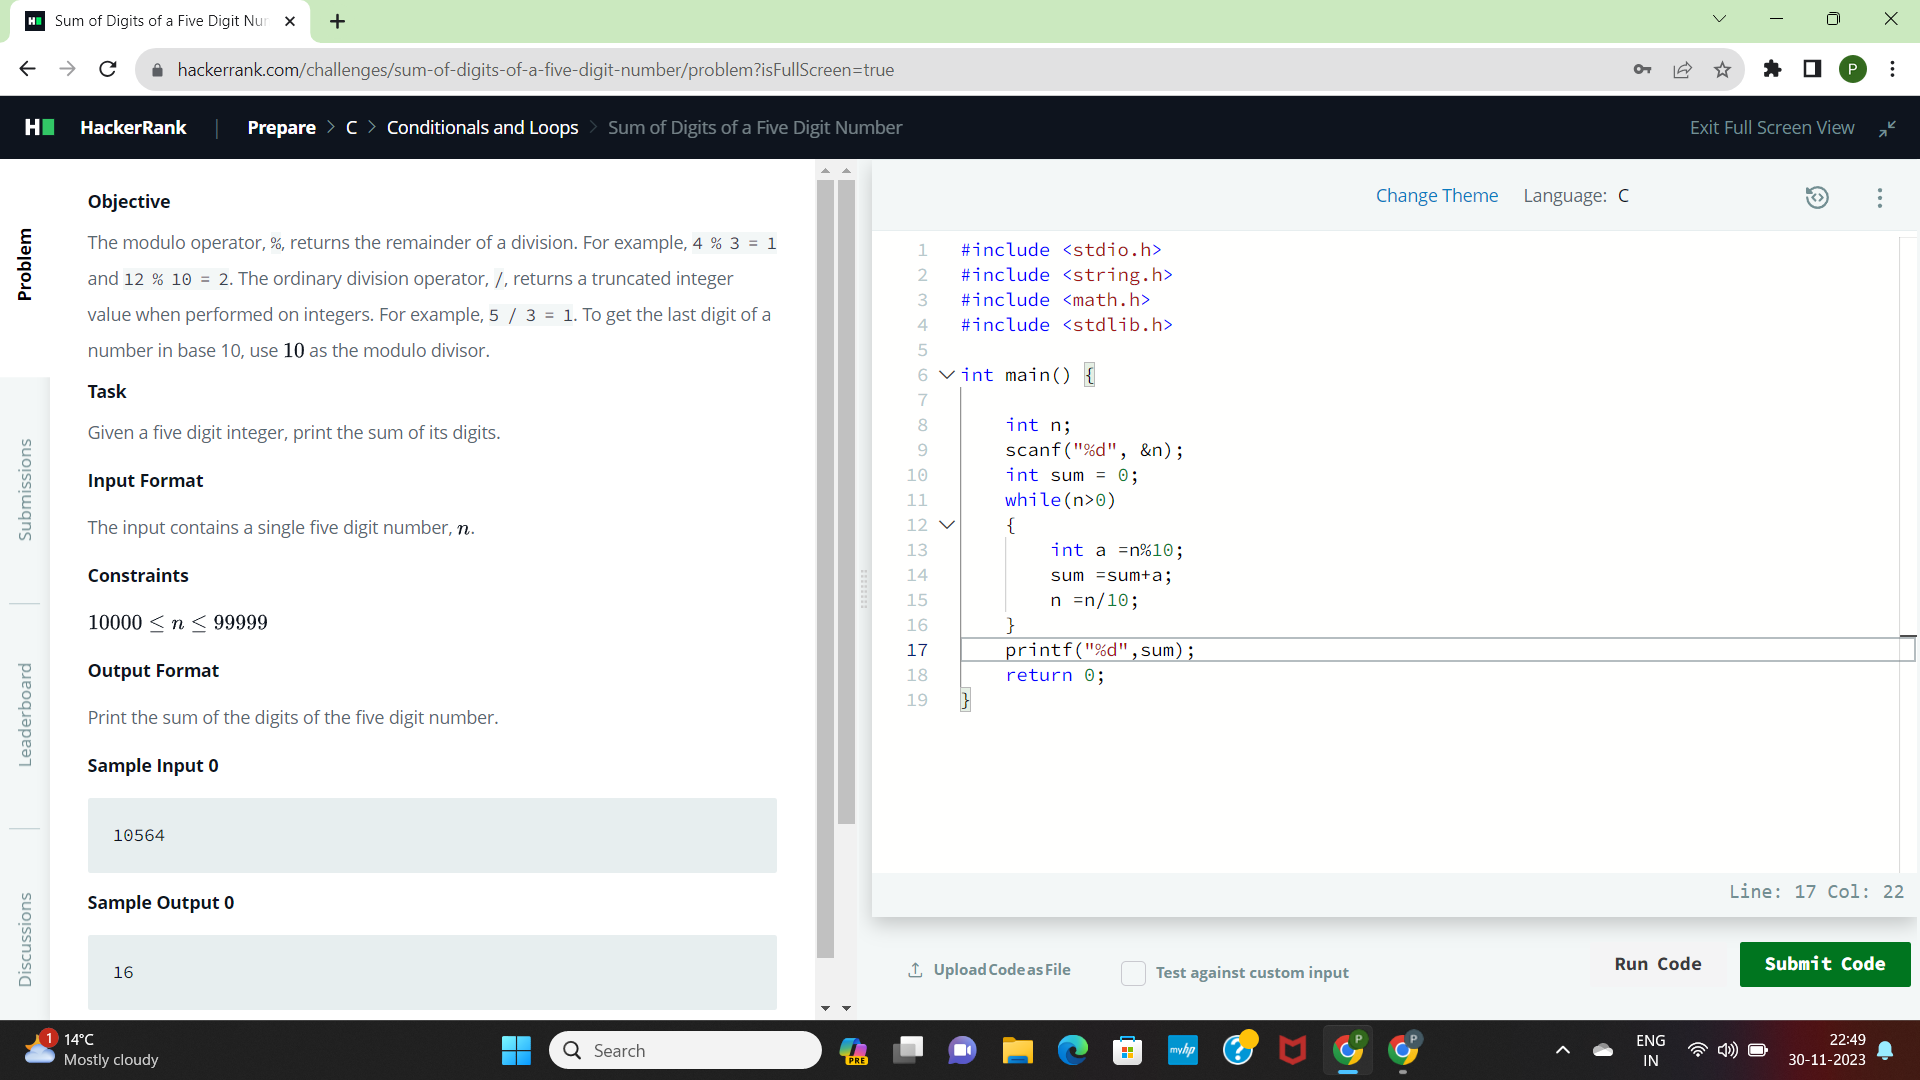 Sum of Digits of a Five Digit Nur
hackerrank.com/challenges/sum-of-digits-of-a-five-digit-number/problem?isFullScreen=true
P
H
HackerRank | Prepare > C > Conditionals and Loops > Sum of Digits of a Five Digit Number
Exit Full Screen View
Problem
Submissions
Leaderboard
Discussions
Objective
The modulo operator, %, returns the remainder of a division. For example, 4 % 3 = 1
and 12 % 10 = 2. The ordinary division operator, /, returns a truncated integer
value when performed on integers. For example, 5 / 3 = 1. To get the last digit of a
number in base 10, use 10 as the modulo divisor.
Task
Given a five digit integer, print the sum of its digits.
Input Format
The input contains a single five digit number, n.
Constraints
10000 ≤ n ≤ 99999
Output Format
Print the sum of the digits of the five digit number.
Sample Input 0
10564
Sample Output 0
16
Change Theme Language: C
1 #include <stdio.h>
2 #include <string.h>
3 #include <math.h>
4 #include <stdlib.h>
5
6 int main() {
7
8 int n;
9 scanf("%d", &n);
10 int sum = 0;
11 while(n>0)
12 {
13 int a =n%10;
14 sum =sum+a;
15 n =n/10;
16 }
17 printf("%d",sum);
18 return 0;
19 }
Line: 17 Col: 22
Upload Code as File
Test against custom input
Run Code
Submit Code
1
14°C
Mostly cloudy
Search
PRE
myhp
?
P
P
ENG
IN
22:49
30-11-2023